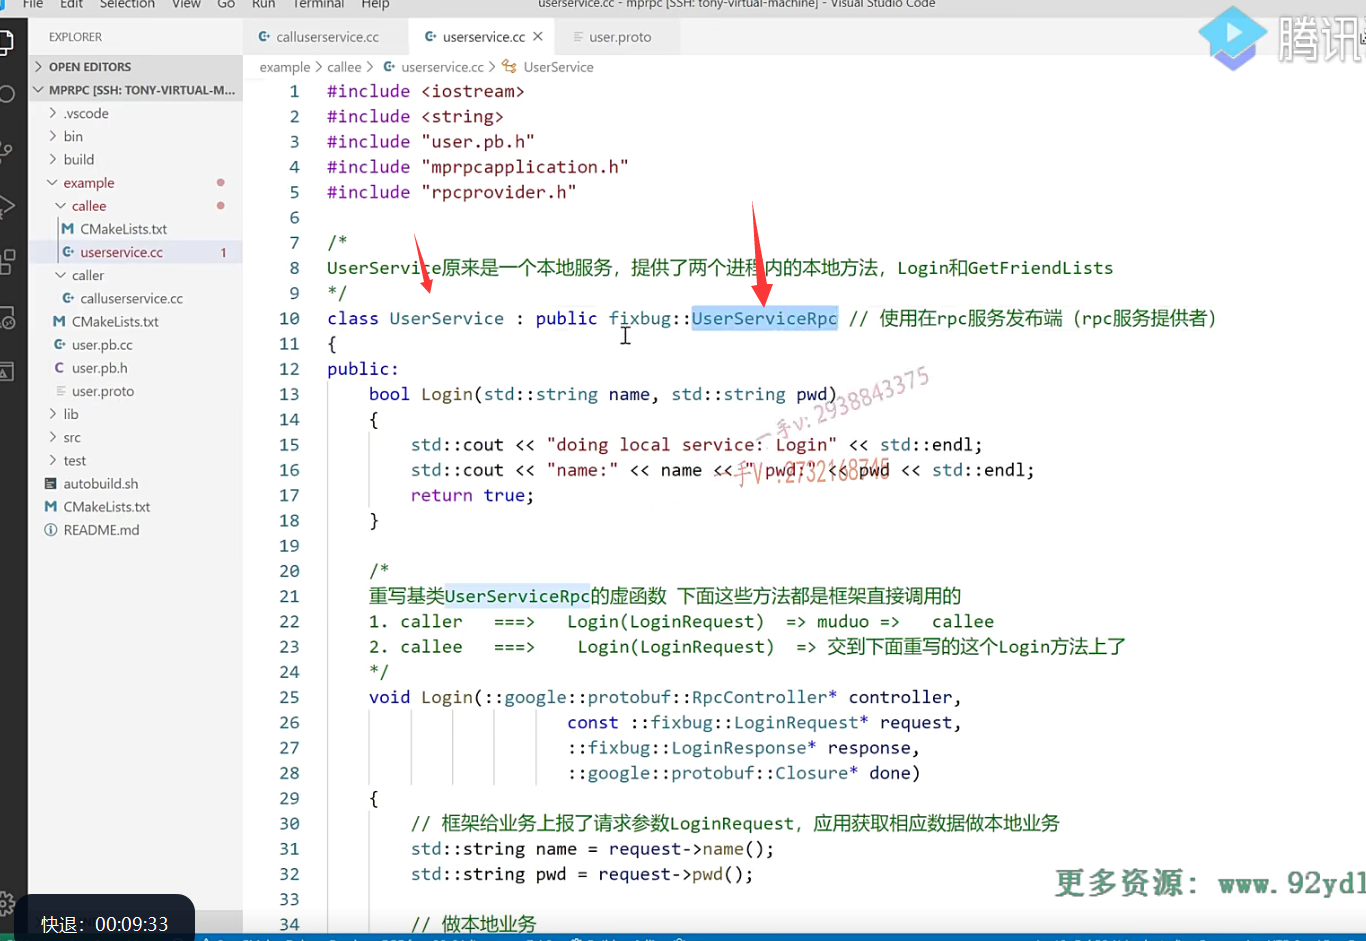 File Edit Selection View Go Run Terminal Help
userservice.cc - mprpc [SSH: tony-virtual-machine] - Visual Studio Code
腾讯
EXPLORER
OPEN EDITORS
MPRPC [SSH: TONY-VIRTUAL-M...
.vscode
bin
build
example
callee
CMakeLists.txt
userservice.cc 1
caller
calluserservice.cc
CMakeLists.txt
user.pb.cc
user.pb.h
user.proto
lib
src
test
autobuild.sh
CMakeLists.txt
README.md
calluserservice.cc userservice.cc user.proto
example > callee > userservice.cc > UserService
1 #include <iostream>
2 #include <string>
3 #include "user.pb.h"
4 #include "mprpcapplication.h"
5 #include "rpcprovider.h"
6
7 /*
8 UserService原来是一个本地服务，提供了两个进程内的本地方法，Login和GetFriendLists
9 */
10 class UserService : public fixbug::UserServiceRpc // 使用在rpc服务发布端（rpc服务提供者）
11 {
12 public:
13 bool Login(std::string name, std::string pwd)
14 {
15 std::cout << "doing local service: Login" << std::endl;
16 std::cout << "name:" << name << " pwd:" << pwd << std::endl;
17 return true;
18 }
19
20 /*
21 重写基类UserServiceRpc的虚函数 下面这些方法都是框架直接调用的
22 1. caller ===> Login(LoginRequest) => muduo => callee
23 2. callee ===> Login(LoginRequest) => 交到下面重写的这个Login方法上了
24 */
25 void Login(::google::protobuf::RpcController* controller,
26 const ::fixbug::LoginRequest* request,
27 ::fixbug::LoginResponse* response,
28 ::google::protobuf::Closure* done)
29 {
30 // 框架给业务上报了请求参数LoginRequest，应用获取相应数据做本地业务
31 std::string name = request->name();
32 std::string pwd = request->pwd();
33
34 // 做本地业务
一手v: 2938843375
一手V :2732168745
更多资源: www.92yd1
快退：00:09:33